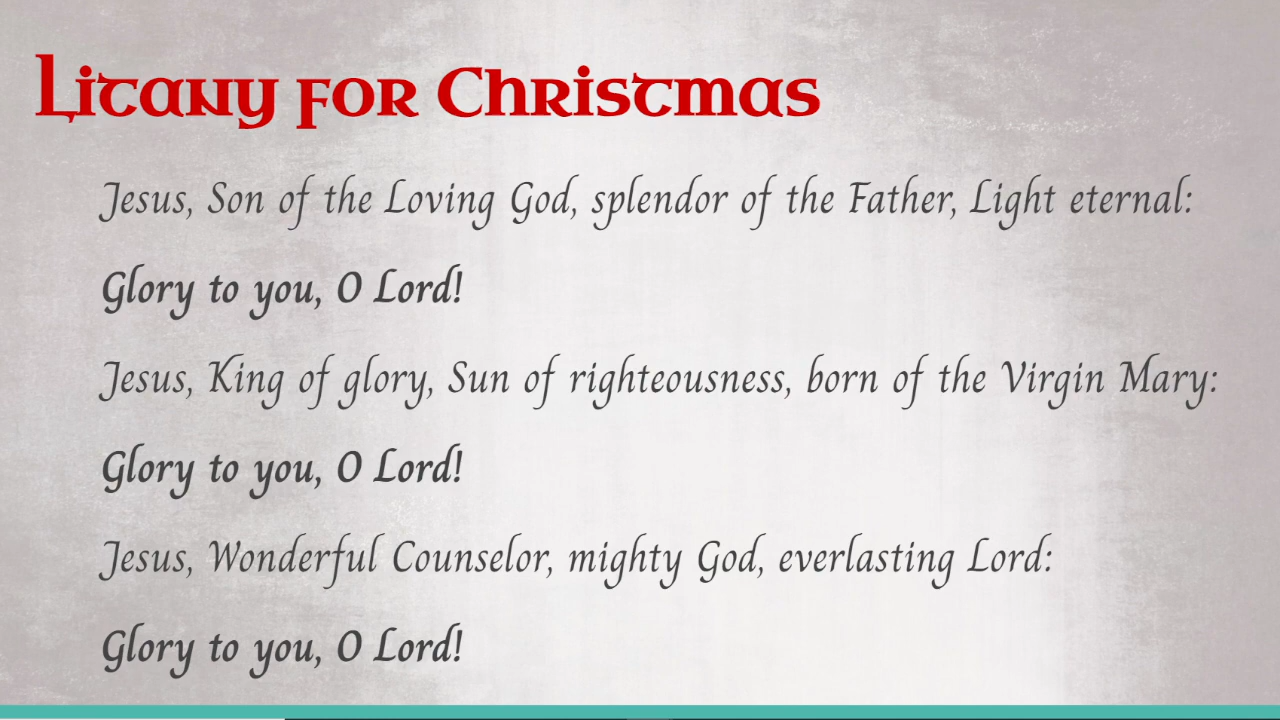 Litany for Christmas
Jesus, Son of the Loving God, splendor of the Father, Light eternal:
Glory to you, O Lord!
Jesus, King of glory, Sun of righteousness, born of the Virgin Mary:
Glory to you, O Lord!
Jesus, Wonderful Counselor, mighty God, everlasting Lord:
Glory to you, O Lord!